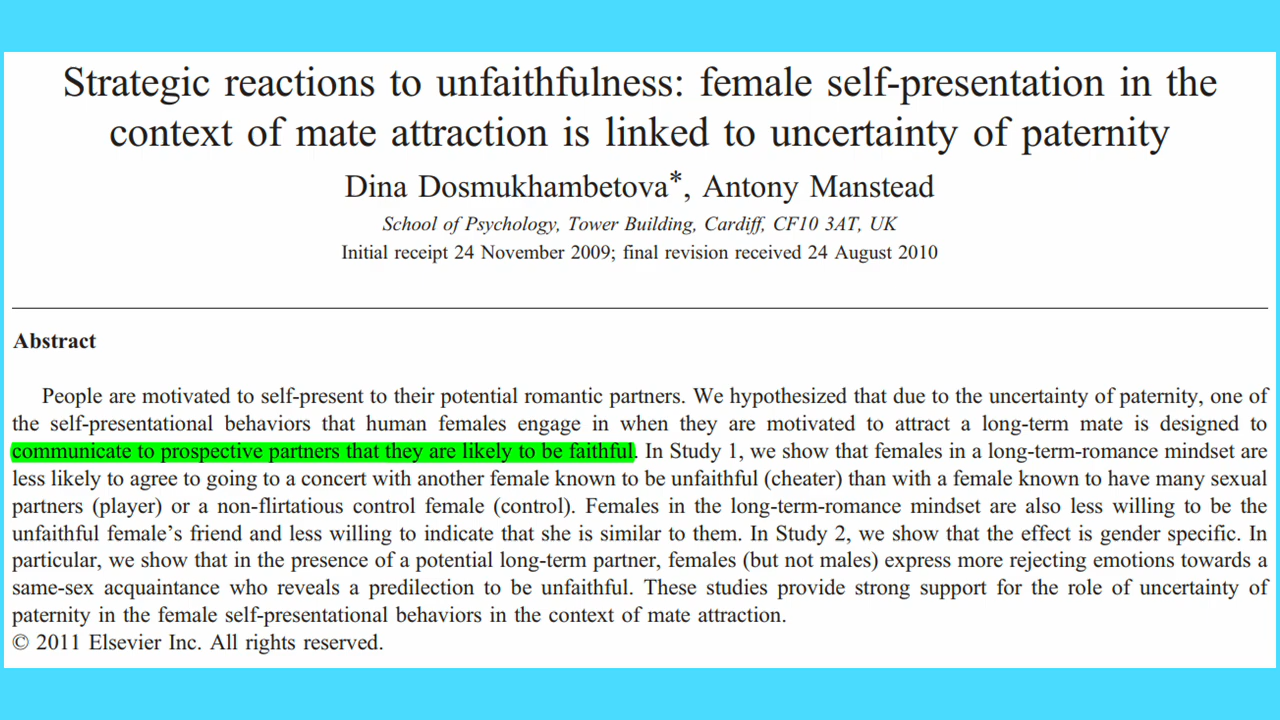 Strategic reactions to unfaithfulness: female self-presentation in the
context of mate attraction is linked to uncertainty of paternity
Dina Dosmukhambetova*, Antony Manstead
School of Psychology, Tower Building, Cardiff, CF10 3AT, UK
Initial receipt 24 November 2009; final revision received 24 August 2010
Abstract
People are motivated to self-present to their potential romantic partners. We hypothesized that due to the uncertainty of paternity, one of
the self-presentational behaviors that human females engage in when they are motivated to attract a long-term mate is designed to
communicate to prospective partners that they are likely to be faithful. In Study 1, we show that females in a long-term-romance mindset are
less likely to agree to going to a concert with another female known to be unfaithful (cheater) than with a female known to have many sexual
partners (player) or a non-flirtatious control female (control). Females in the long-term-romance mindset are also less willing to be the
unfaithful female's friend and less willing to indicate that she is similar to them. In Study 2, we show that the effect is gender specific. In
particular, we show that in the presence of a potential long-term partner, females (but not males) express more rejecting emotions towards a
same-sex acquaintance who reveals a predilection to be unfaithful. These studies provide strong support for the role of uncertainty of
paternity in the female self-presentational behaviors in the context of mate attraction.
© 2011 Elsevier Inc. All rights reserved.